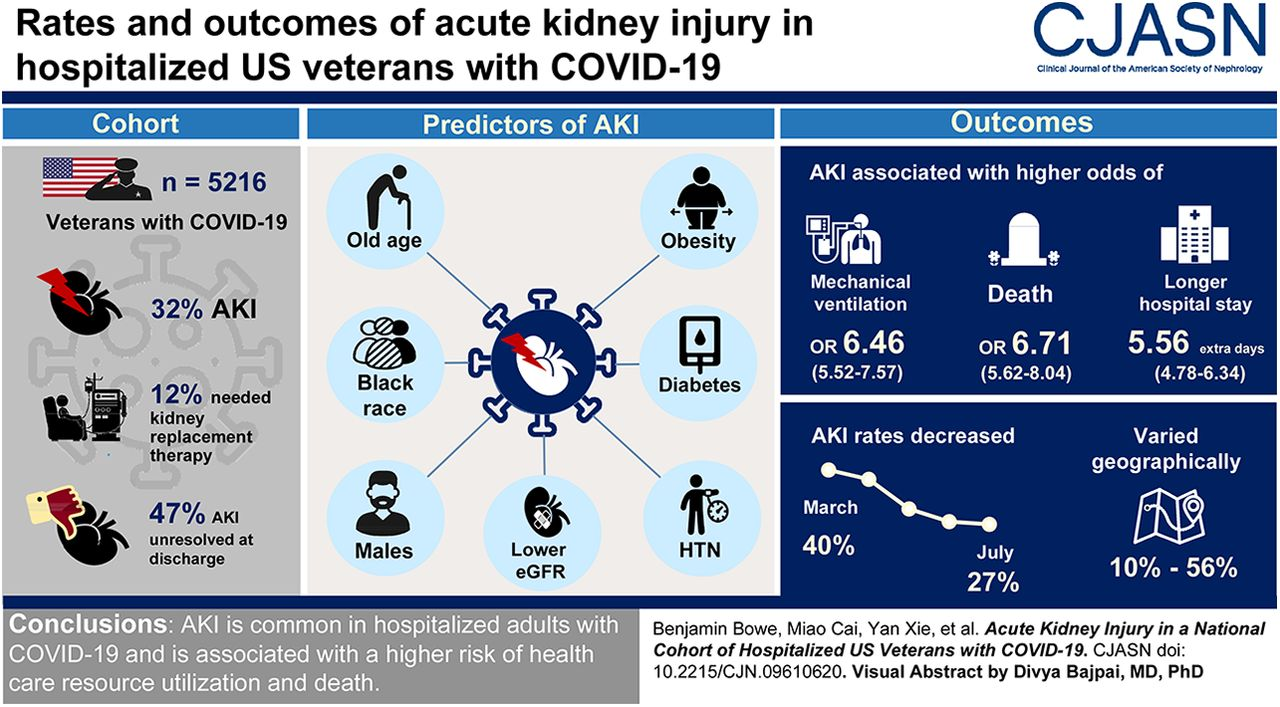 Rates and outcomes of acute kidney injury in
hospitalized US veterans with COVID-19
CJASN
Clinical Journal of the American Society of Nephrology
Cohort
n = 5216
Veterans with COVID-19
32% AKI
12% needed
kidney
replacement
therapy
47% AKI
unresolved at
discharge
Predictors of AKI
Old age
Obesity
Black
race
Diabetes
Males
Lower
eGFR
HTN
Outcomes
AKI associated with higher odds of
Mechanical
ventilation
OR 6.46
(5.52-7.57)
Death
OR 6.71
(5.62-8.04)
Longer
hospital stay
5.56 extra days
(4.78-6.34)
AKI rates decreased
March
40%
July
27%
Varied
geographically
10% - 56%
Conclusions: AKI is common in hospitalized adults with
COVID-19 and is associated with a higher risk of health
care resource utilization and death.
Benjamin Bowe, Miao Cai, Yan Xie, et al. Acute Kidney Injury in a National
Cohort of Hospitalized US Veterans with COVID-19. CJASN doi:
10.2215/CJN.09610620. Visual Abstract by Divya Bajpai, MD, PhD